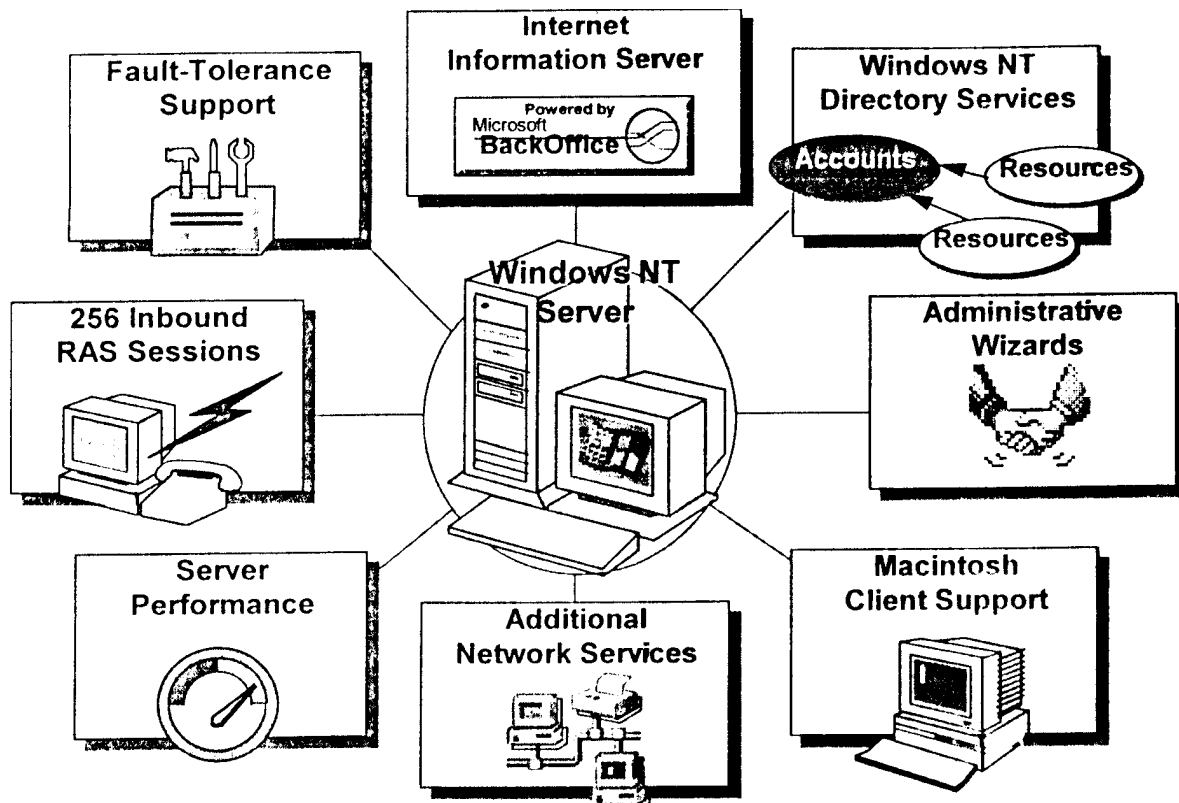 Internet
Information Server
Powered by
Microsoft
BackOffice
Fault-Tolerance
Support
Windows NT
Directory Services
Accounts
Resources
Resources
Windows NT
Server
256 Inbound
RAS Sessions
Administrative
Wizards
Server
Performance
Additional
Network Services
Macintosh
Client Support